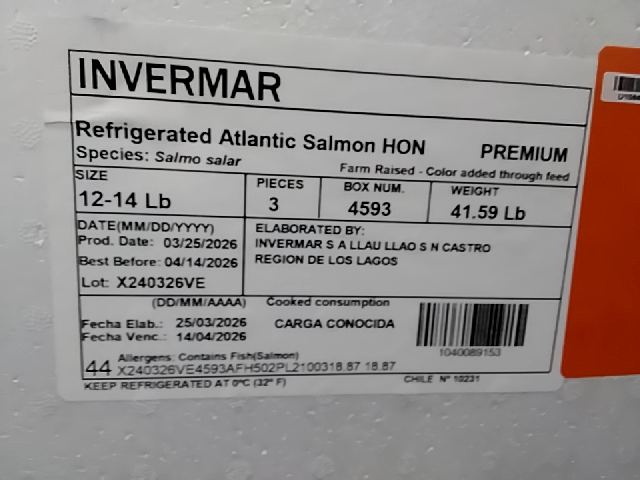 INVERMAR
Refrigerated Atlantic Salmon HON PREMIUM
Species: Salmo salar Farm Raised - Color added through feed
SIZE PIECES BOX NUM. WEIGHT
12-14 Lb 3 4593 41.59 Lb
DATE(MM/DD/YYYY) ELABORATED BY:
Prod. Date: 03/25/2026 INVERMAR S A LLAU LLAO S N CASTRO
Best Before: 04/14/2026 REGION DE LOS LAGOS
Lot: X240326VE
(DD/MM/AAAA) Cooked consumption
Fecha Elab.: 25/03/2026 CARGA CONOCIDA
Fecha Venc.: 14/04/2026
1040089153
44 Allergens: Contains Fish(Salmon)
X240326VE4593AFH502PL2100318.87 18.87
KEEP REFRIGERATED AT 0ºC (32° F) CHILE Nº 10231